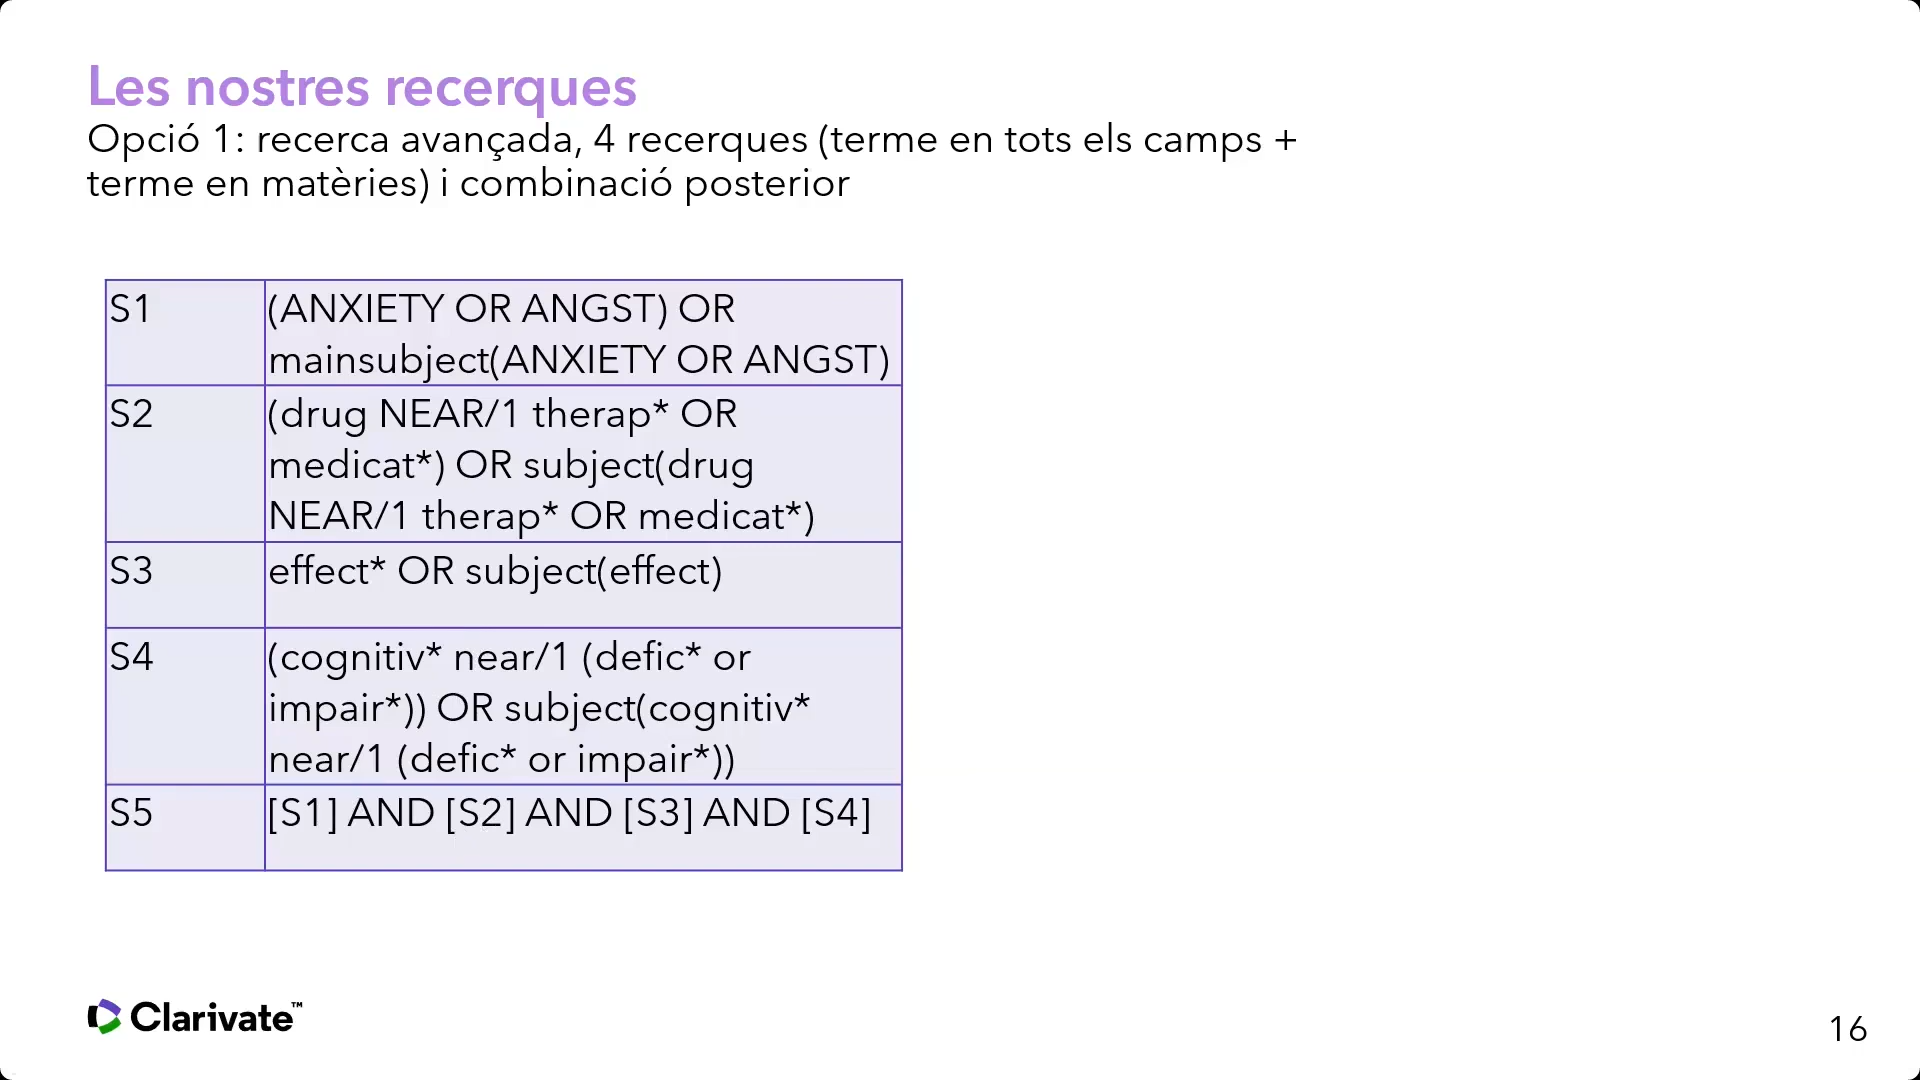 Les nostres recerques
Opció 1: recerca avançada, 4 recerques (terme en tots els camps +
terme en matèries) i combinació posterior
S1
(ANXIETY OR ANGST) OR
mainsubject(ANXIETY OR ANGST)
S2
(drug NEAR/1 therap* OR
medicat*) OR subject(drug
NEAR/1 therap* OR medicat*)
S3
effect* OR subject(effect)
S4
(cognitiv* near/1 (defic* or
impair*)) OR subject(cognitiv*
near/1 (defic* or impair*))
S5
[S1] AND [S2] AND [S3] AND [S4]
Clarivate™
16